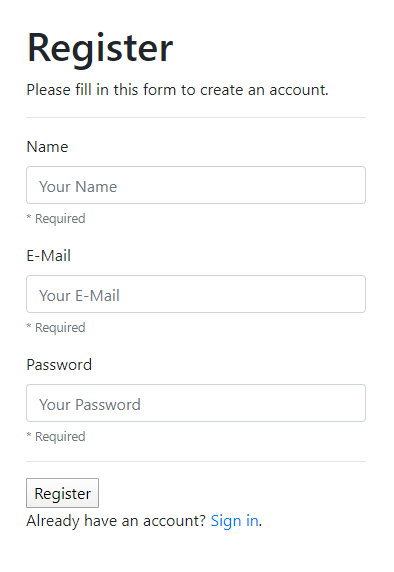 Register
Please fill in this form to create an account.
Name
Your Name
* Required
E-Mail
Your E-Mail
* Required
Password
Your Password
* Required
Register
Already have an account? Sign in.